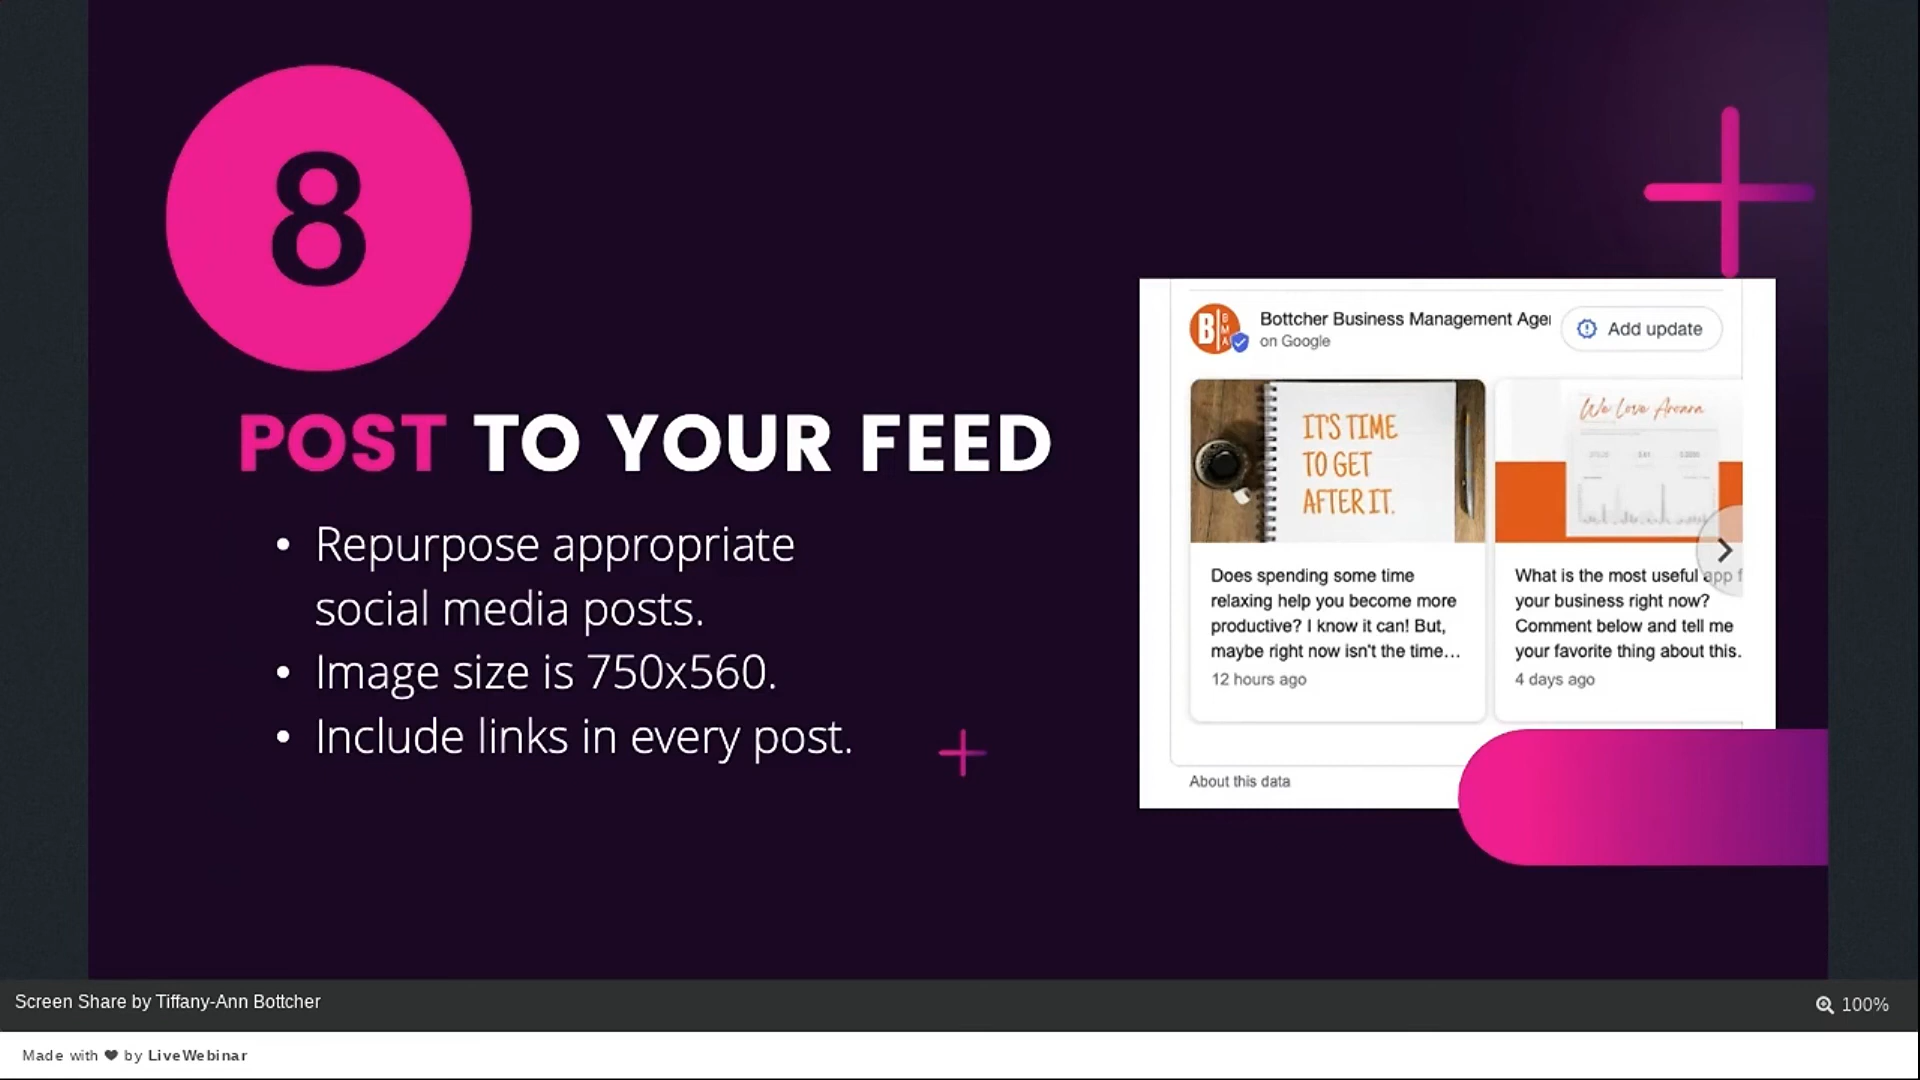 8
POST TO YOUR FEED
• Repurpose appropriate
social media posts.
• Image size is 750x560.
• Include links in every post.
B
B
M
A
Bottcher Business Management Age
on Google
Add update
IT'S TIME
TO GET
AFTER IT.
Does spending some time
relaxing help you become more
productive? I know it can! But,
maybe right now isn't the time...
12 hours ago
We Love
What is the most useful app f
your business right now?
Comment below and tell me
your favorite thing about this.
4 days ago
About this data
Screen Share by Tiffany-Ann Bottcher
100%
Made with ❤ by LiveWebinar